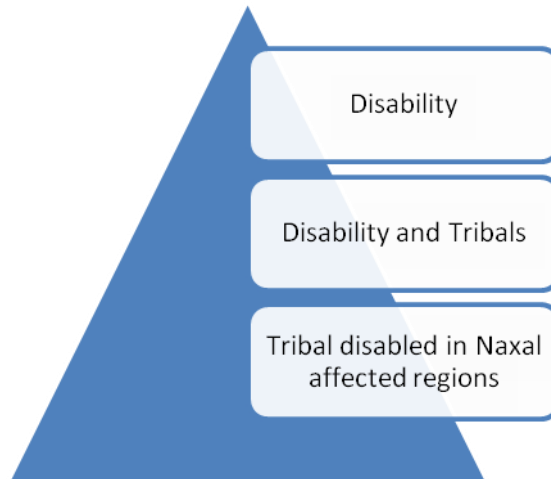 Disability
Disability and Tribals
Tribal disabled in Naxal
affected regions